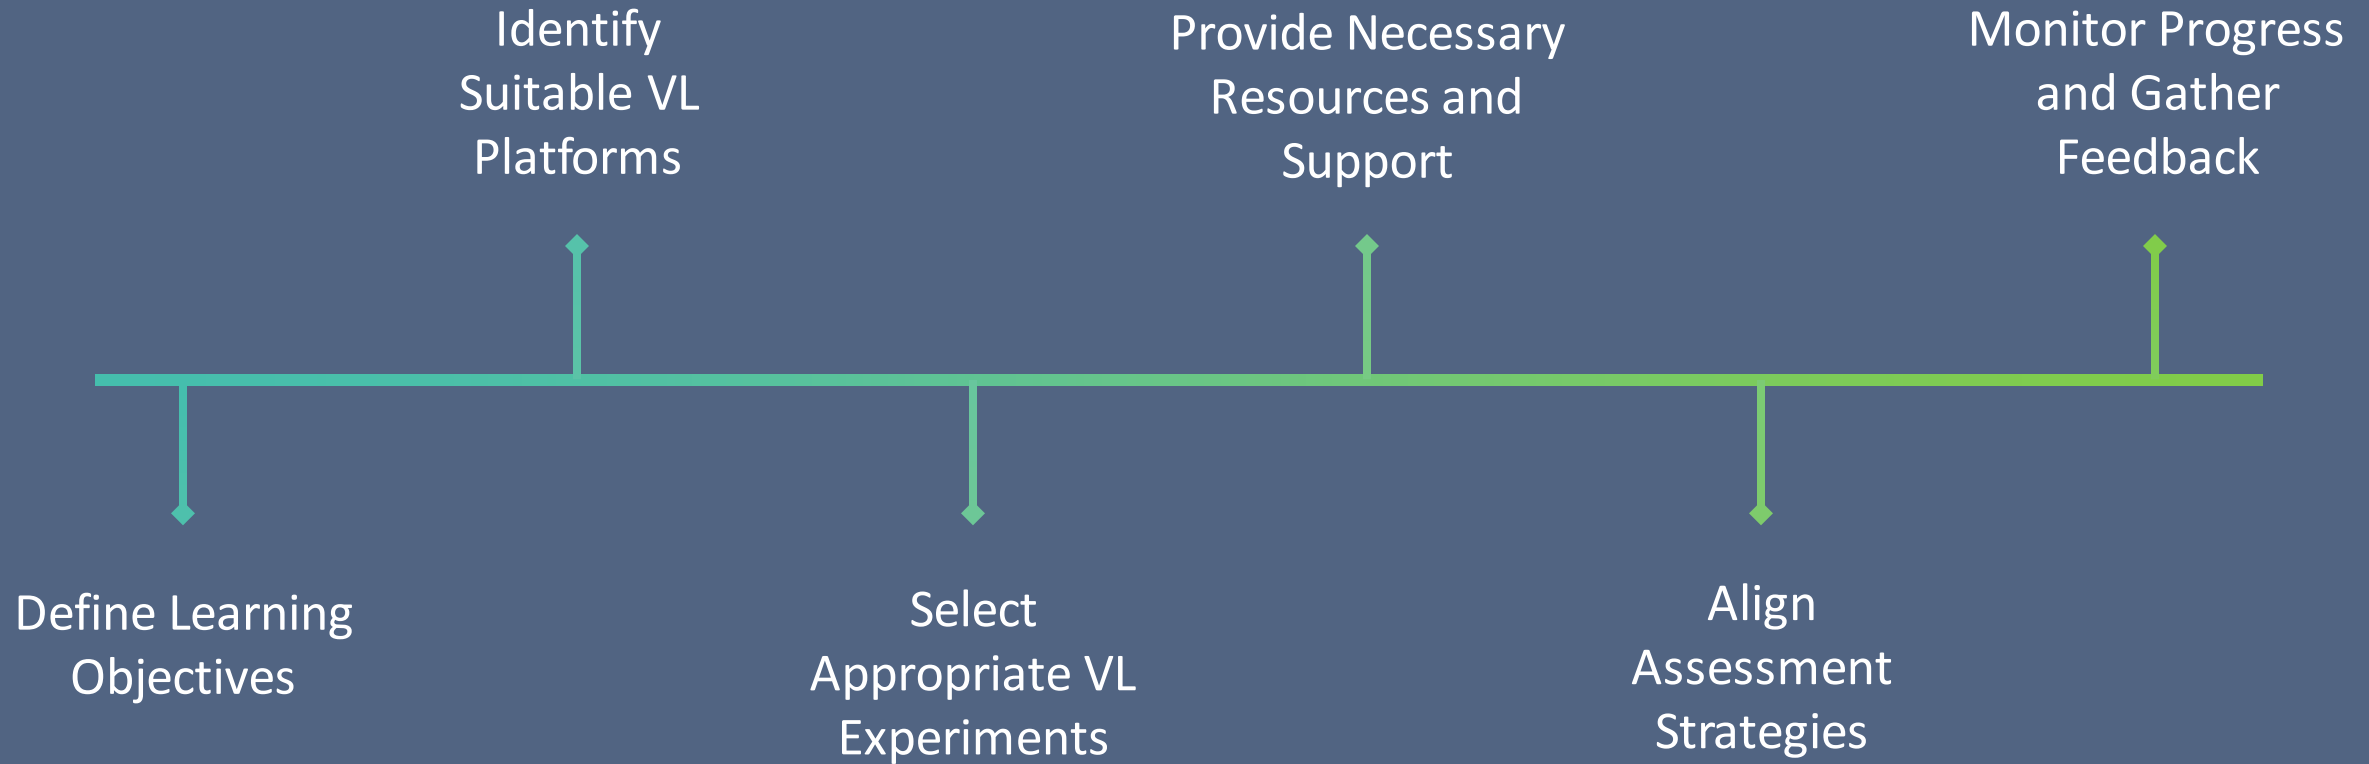 Define Learning
Objectives
Identify
Suitable VL
Platforms
Select
Appropriate VL
Experiments
Provide Necessary
Resources and
Support
Align
Assessment
Strategies
Monitor Progress
and Gather
Feedback